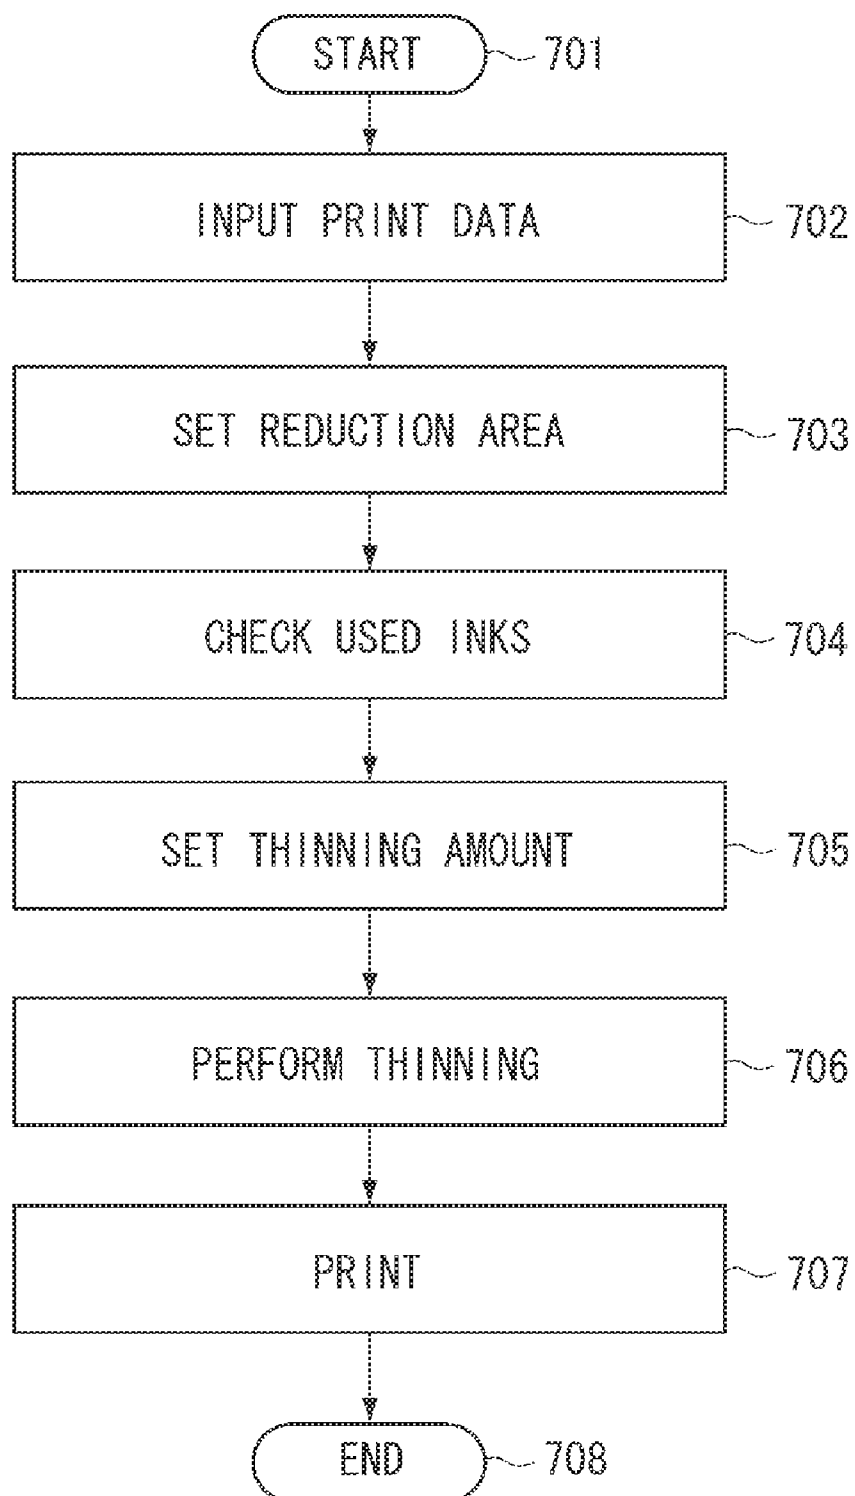 START 701
INPUT PRINT DATA 702
SET REDUCTION AREA 703
CHECK USED INKS 704
SET THINNING AMOUNT 705
PERFORM THINNING 706
PRINT 707
END 708